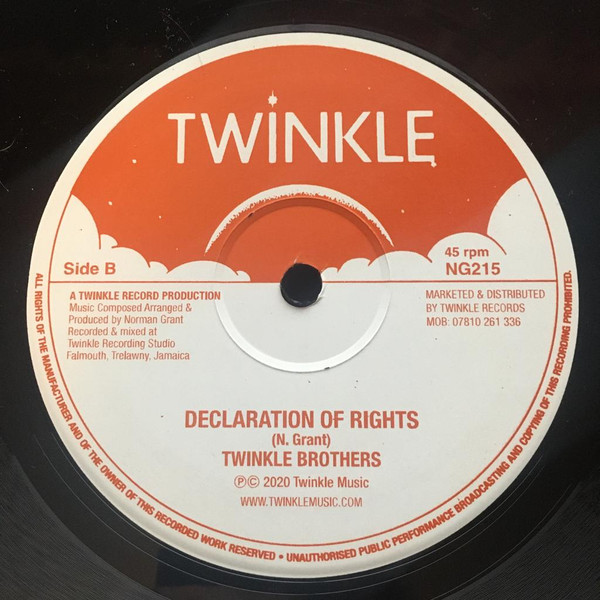 TWINKLE
Side B
45 rpm
NG215
A TWINKLE RECORD PRODUCTION
Music Composed Arranged &
Produced by Norman Grant
Recorded & mixed at
Twinkle Recording Studio
Falmouth, Trelawny, Jamaica
MARKETED & DISTRIBUTED
BY TWINKLE RECORDS
MOB: 07810 261 336
DECLARATION OF RIGHTS
(N. Grant)
TWINKLE BROTHERS
℗© 2020 Twinkle Music
WWW.TWINKLEMUSIC.COM
ALL RIGHTS OF THE MANUFACTURER AND OF THE OWNER OF THIS RECORDED WORK RESERVED • UNAUTHORISED PUBLIC PERFORMANCE BROADCASTING AND COPYING OF THIS RECORDING PROHIBITED.